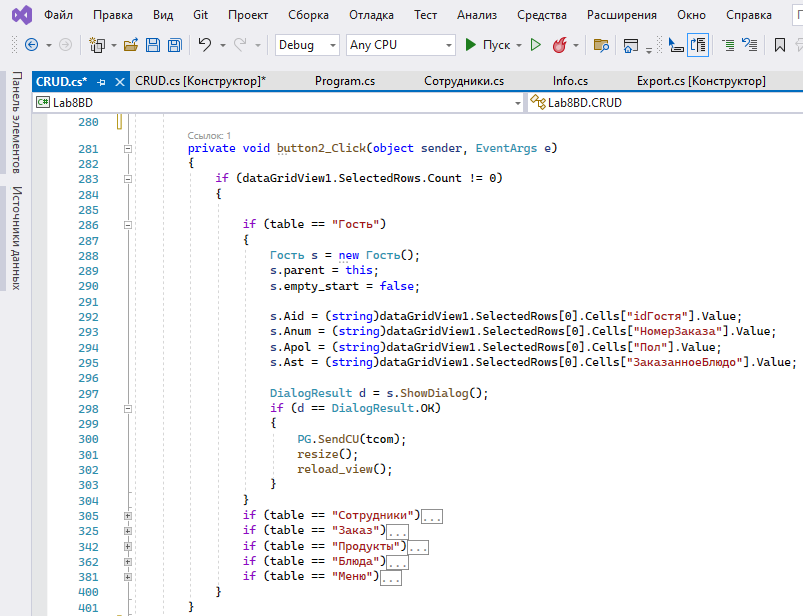 Файл Правка Вид Git Проект Сборка Отладка Тест Анализ Средства Расширения Окно Справка
Debug Any CPU Пуск
CRUD.cs* CRUD.cs [Конструктор]* Program.cs Сотрудники.cs Info.cs Export.cs [Конструктор]
Lab8BD Lab8BD.CRUD
Панель элементов
Источники данных
280
Ссылок: 1
281 private void button2_Click(object sender, EventArgs e)
282 {
283 if (dataGridView1.SelectedRows.Count != 0)
284 {
285
286 if (table == "Гость")
287 {
288 Гость s = new Гость();
289 s.parent = this;
290 s.empty_start = false;
291
292 s.Aid = (string)dataGridView1.SelectedRows[0].Cells["idГостя"].Value;
293 s.Anum = (string)dataGridView1.SelectedRows[0].Cells["НомерЗаказа"].Value;
294 s.Apol = (string)dataGridView1.SelectedRows[0].Cells["Пол"].Value;
295 s.Ast = (string)dataGridView1.SelectedRows[0].Cells["ЗаказанноеБлюдо"].Value;
296
297 DialogResult d = s.ShowDialog();
298 if (d == DialogResult.OK)
299 {
300 PG.SendCU(tcom);
301 resize();
302 reload_view();
303 }
304 }
305 if (table == "Сотрудники")...
325 if (table == "Заказ")...
342 if (table == "Продукты")...
362 if (table == "Блюда")...
381 if (table == "Меню")...
400 }
401 }